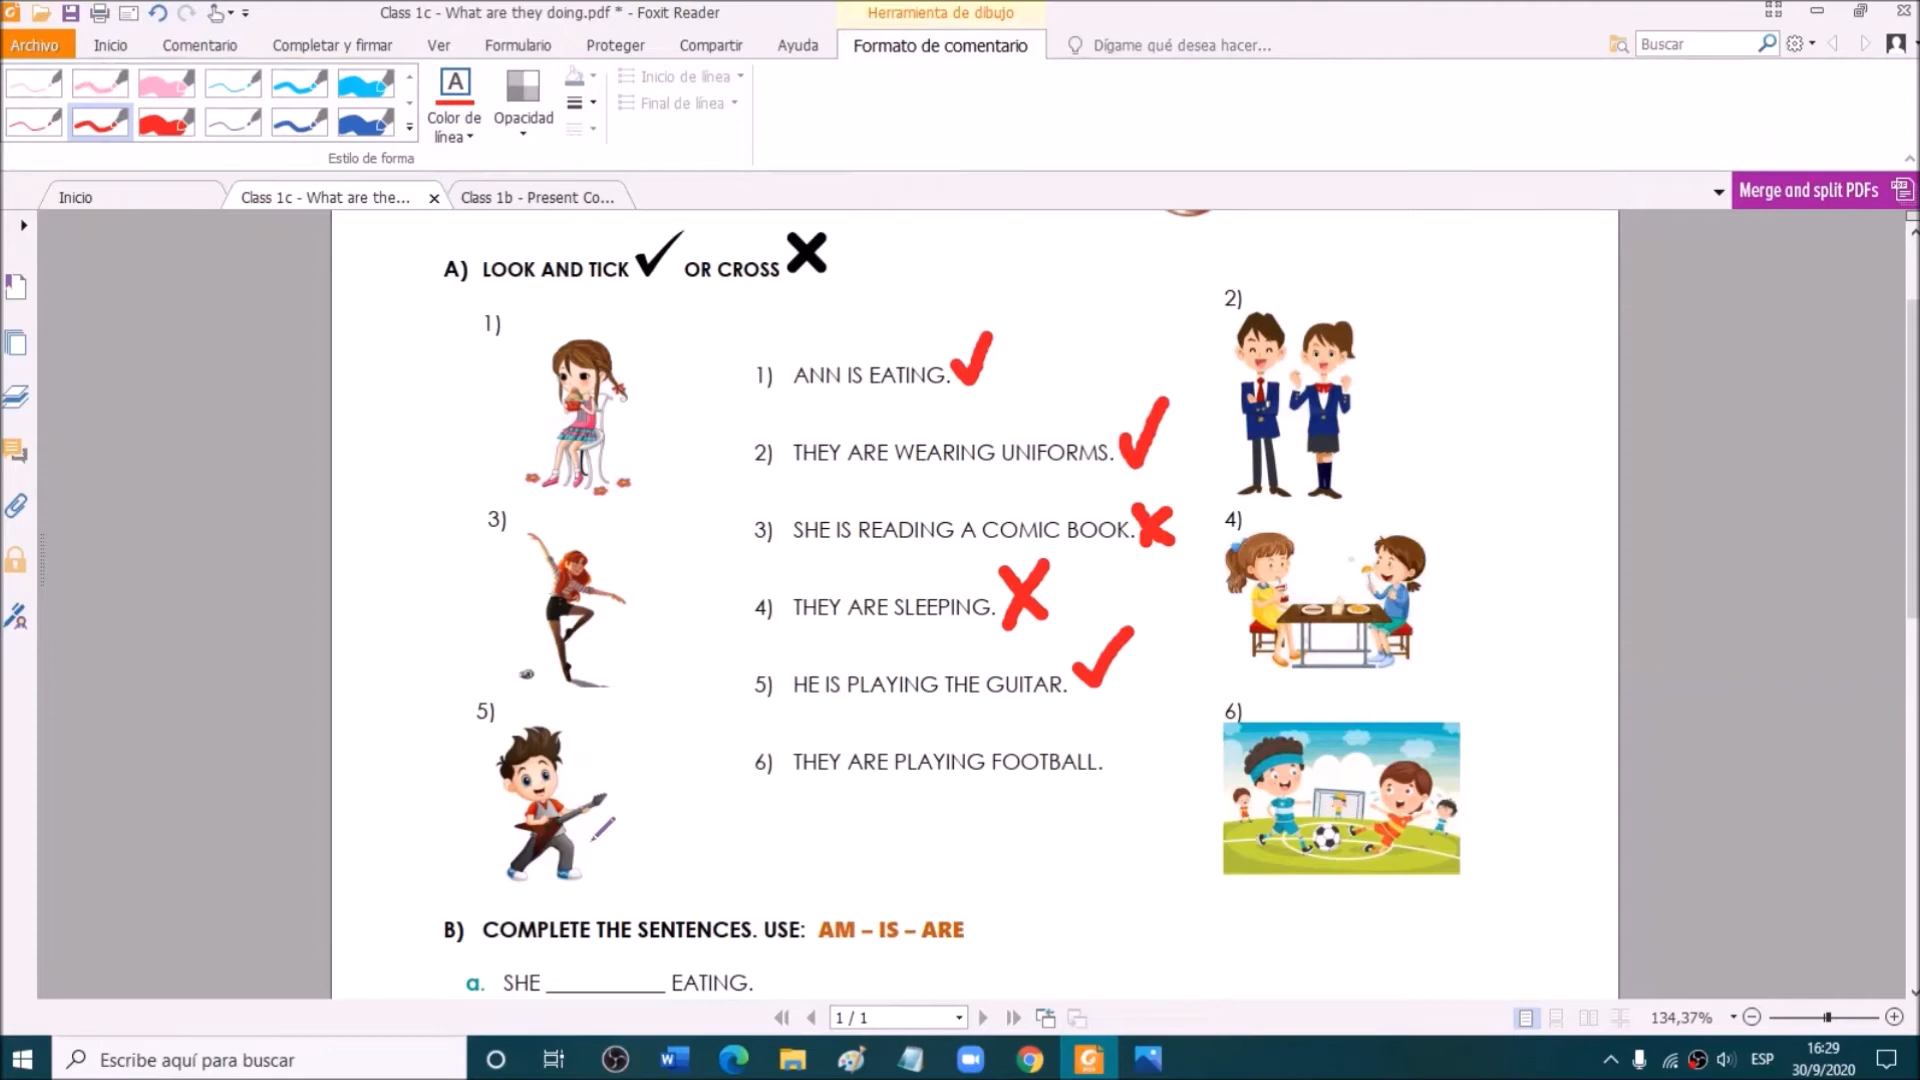 Class 1c - What are they doing.pdf * - Foxit Reader
Herramienta de dibujo
Archivo
Inicio
Comentario
Completar y firmar
Ver
Formulario
Proteger
Compartir
Ayuda
Formato de comentario
Dígame qué desea hacer...
Buscar
Color de línea
Opacidad
Inicio de línea
Final de línea
Estilo de forma
Inicio
Class 1c - What are the...
Class 1b - Present Co...
Merge and split PDFs
A) LOOK AND TICK OR CROSS
1)
2)
1) ANN IS EATING.
2) THEY ARE WEARING UNIFORMS.
3)
4)
3) SHE IS READING A COMIC BOOK.
4) THEY ARE SLEEPING.
5) HE IS PLAYING THE GUITAR.
5)
6)
6) THEY ARE PLAYING FOOTBALL.
B) COMPLETE THE SENTENCES. USE: AM – IS – ARE
a. SHE __________ EATING.
1 / 1
134,37%
Escribe aquí para buscar
ESP
16:29
30/9/2020